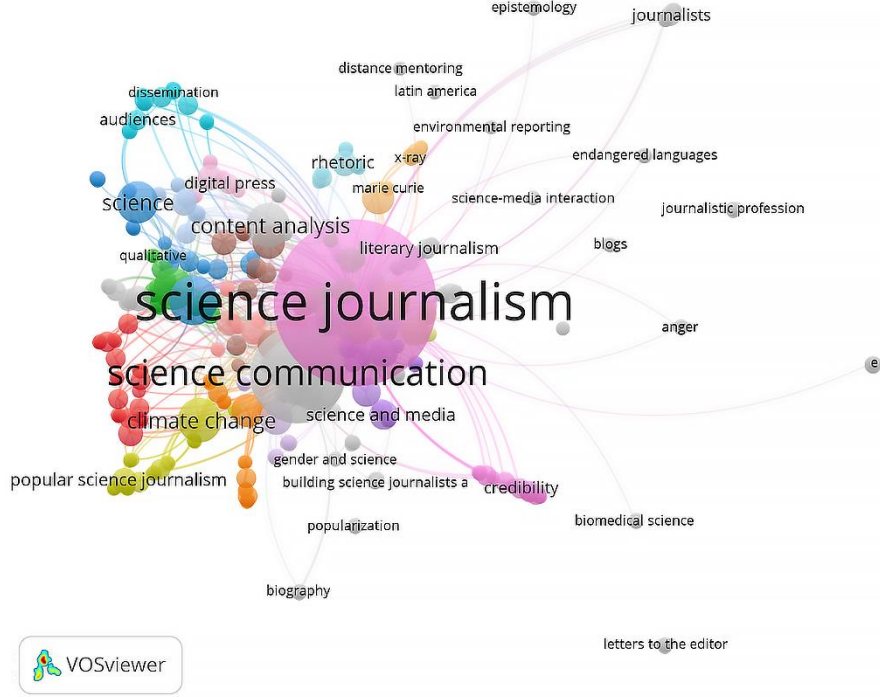 epistemology
journalists
distance mentoring
latin america
dissemination
audiences
environmental reporting
rhetoric
x-ray
endangered languages
digital press
marie curie
science-media interaction
science
journalistic profession
content analysis
literary journalism
blogs
qualitative
science journalism
anger
e
science communication
science and media
climate change
gender and science
popular science journalism
building science journalists a
credibility
popularization
biomedical science
biography
letters to the editor
VOSviewer